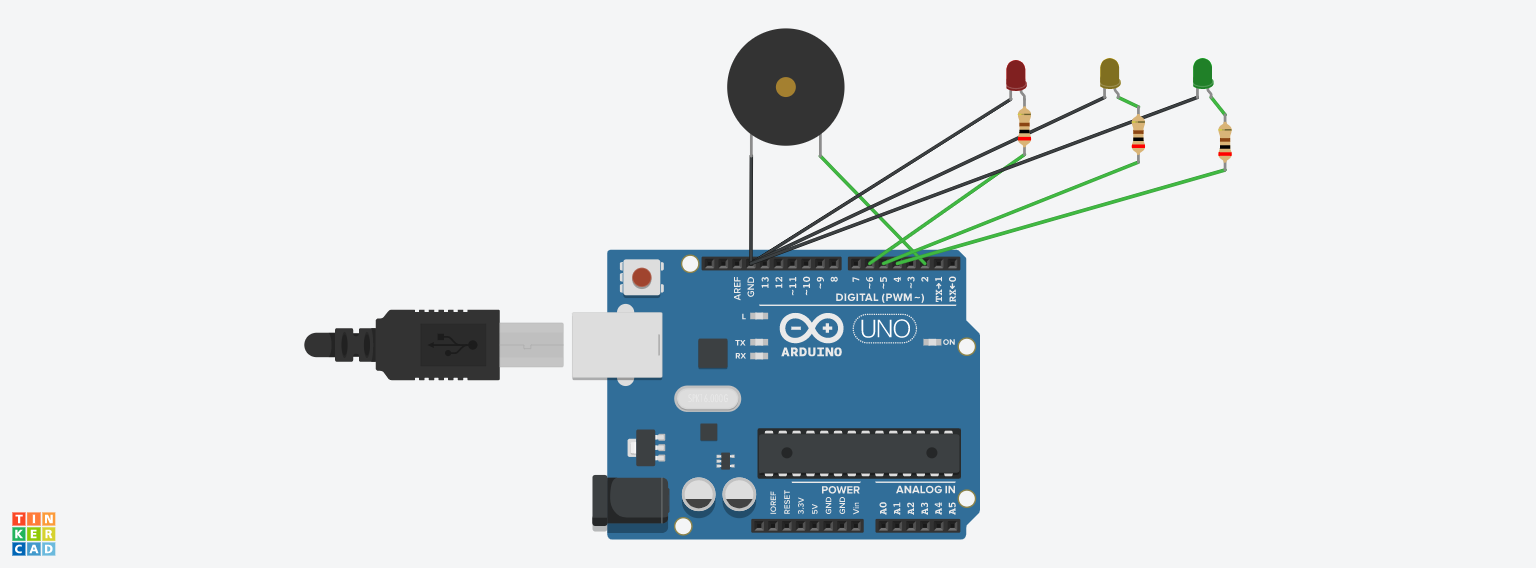 AREF
GND
13
12
~11
~10
~9
8
7
~6
~5
4
~3
2
TX→1
RX←0
DIGITAL (PWM~)
L
TX
RX
ARDUINO
UNO
ON
POWER
ANALOG IN
IOREF
RESET
3.3V
5V
GND
GND
Vin
A0
A1
A2
A3
A4
A5
TIN
KER
CAD